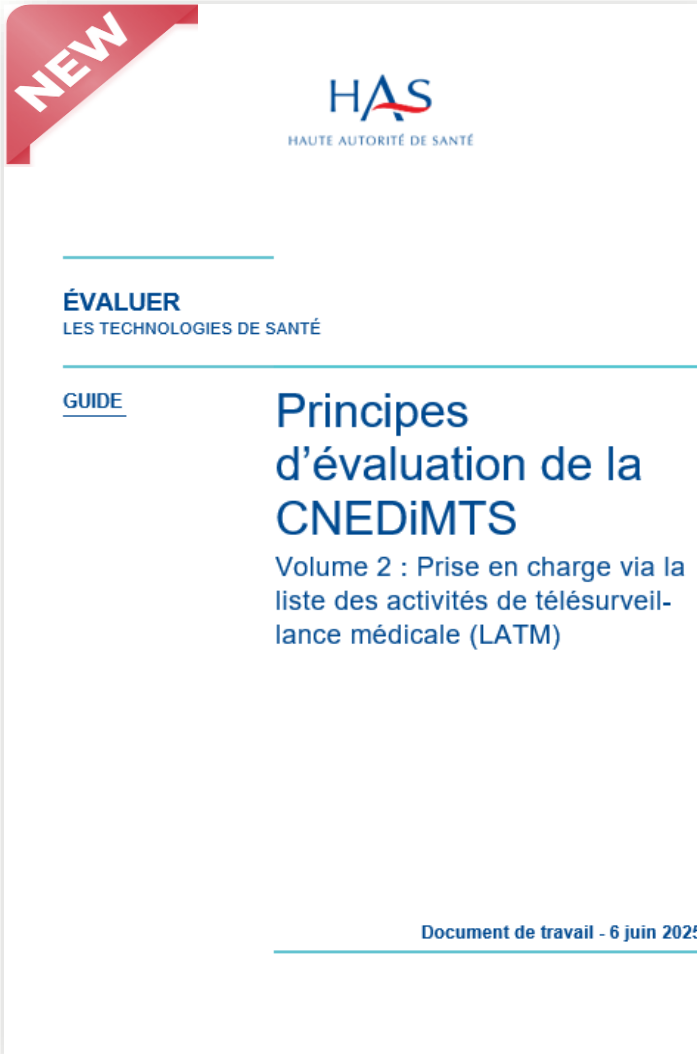 NEW
HAS
HAUTE AUTORITÉ DE SANTÉ
ÉVALUER
LES TECHNOLOGIES DE SANTÉ
GUIDE
Principes
d’évaluation de la
CNEDiMTS
Volume 2 : Prise en charge via la
liste des activités de télésurveil-
lance médicale (LATM)
Document de travail - 6 juin 2025